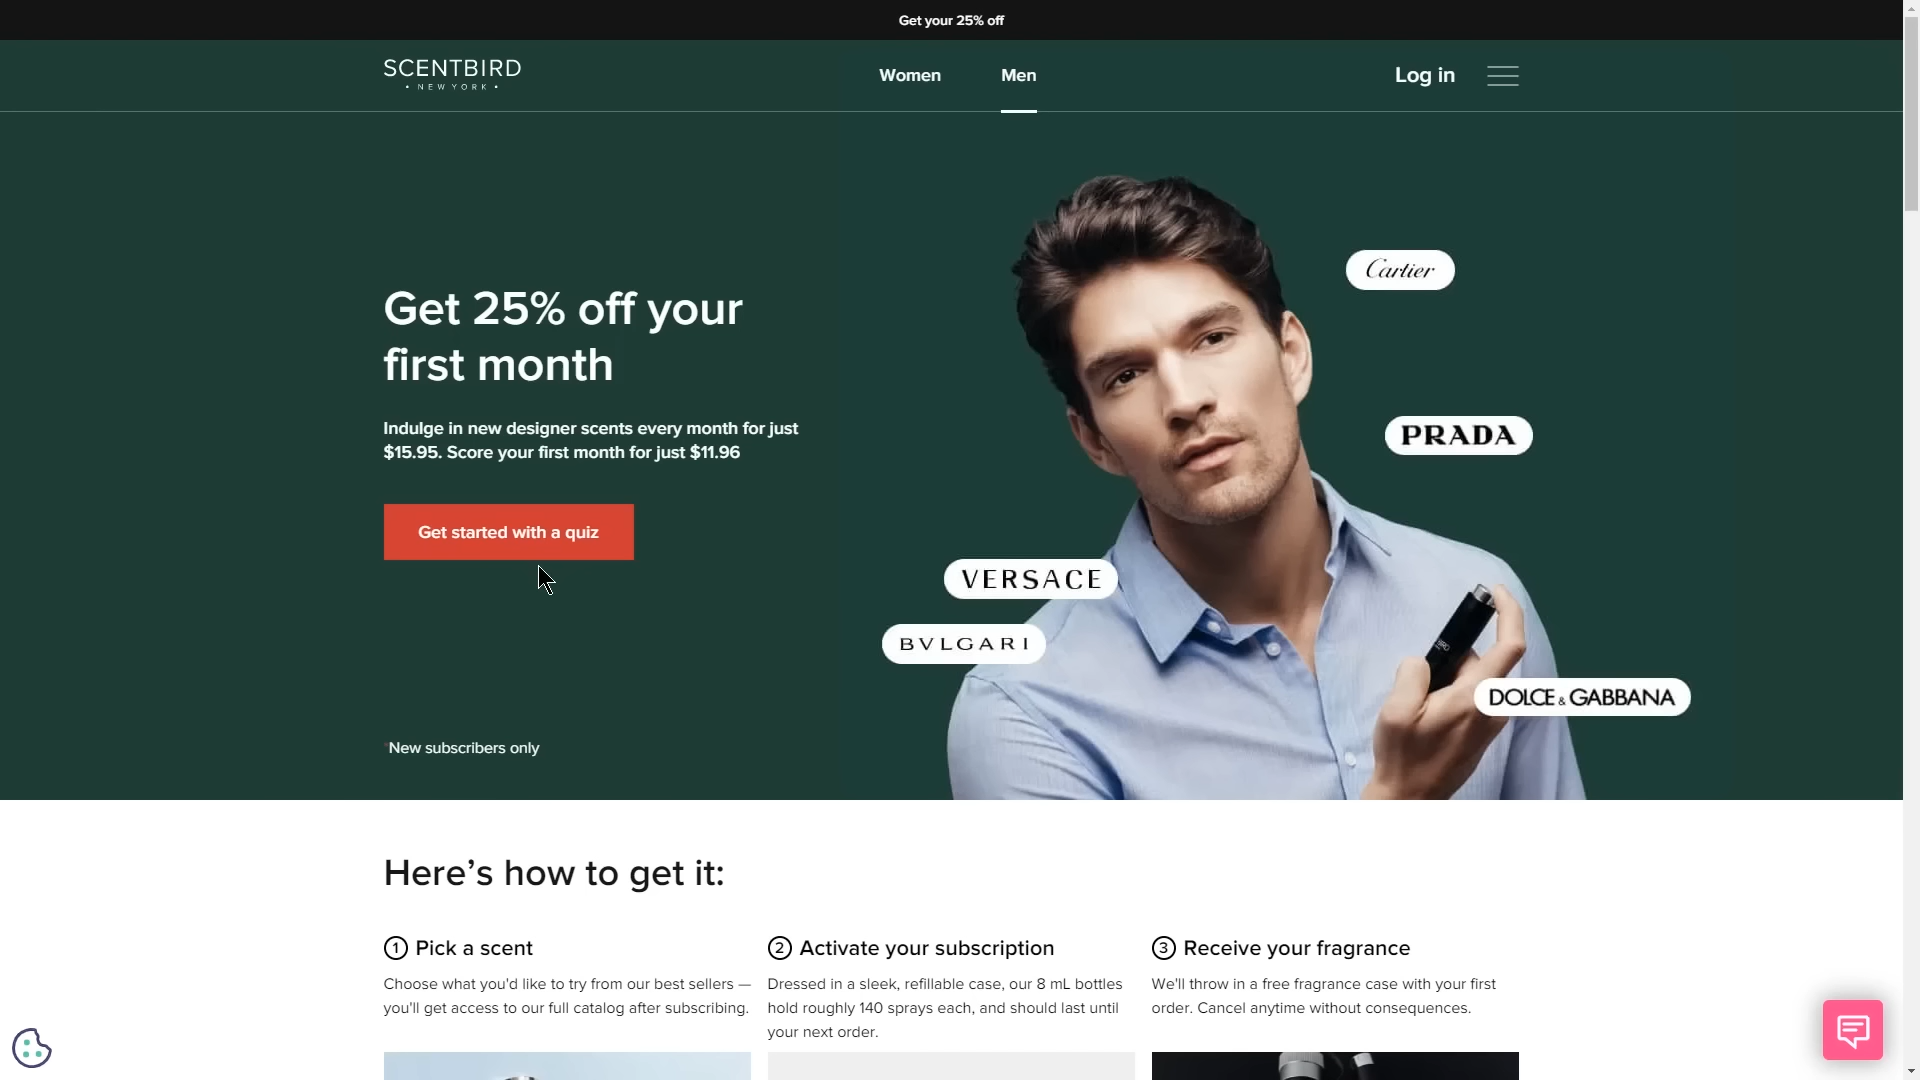 Get your 25% off
SCENTBIRD
• NEW YORK •
Women
Men
Log in
Get 25% off your
first month
Indulge in new designer scents every month for just
$15.95. Score your first month for just $11.96
Get started with a quiz
*New subscribers only
Cartier
PRADA
VERSACE
BVLGARI
DOLCE & GABBANA
Here’s how to get it:
1 Pick a scent
Choose what you'd like to try from our best sellers —
you'll get access to our full catalog after subscribing.
2 Activate your subscription
Dressed in a sleek, refillable case, our 8 mL bottles
hold roughly 140 sprays each, and should last until
your next order.
3 Receive your fragrance
We'll throw in a free fragrance case with your first
order. Cancel anytime without consequences.